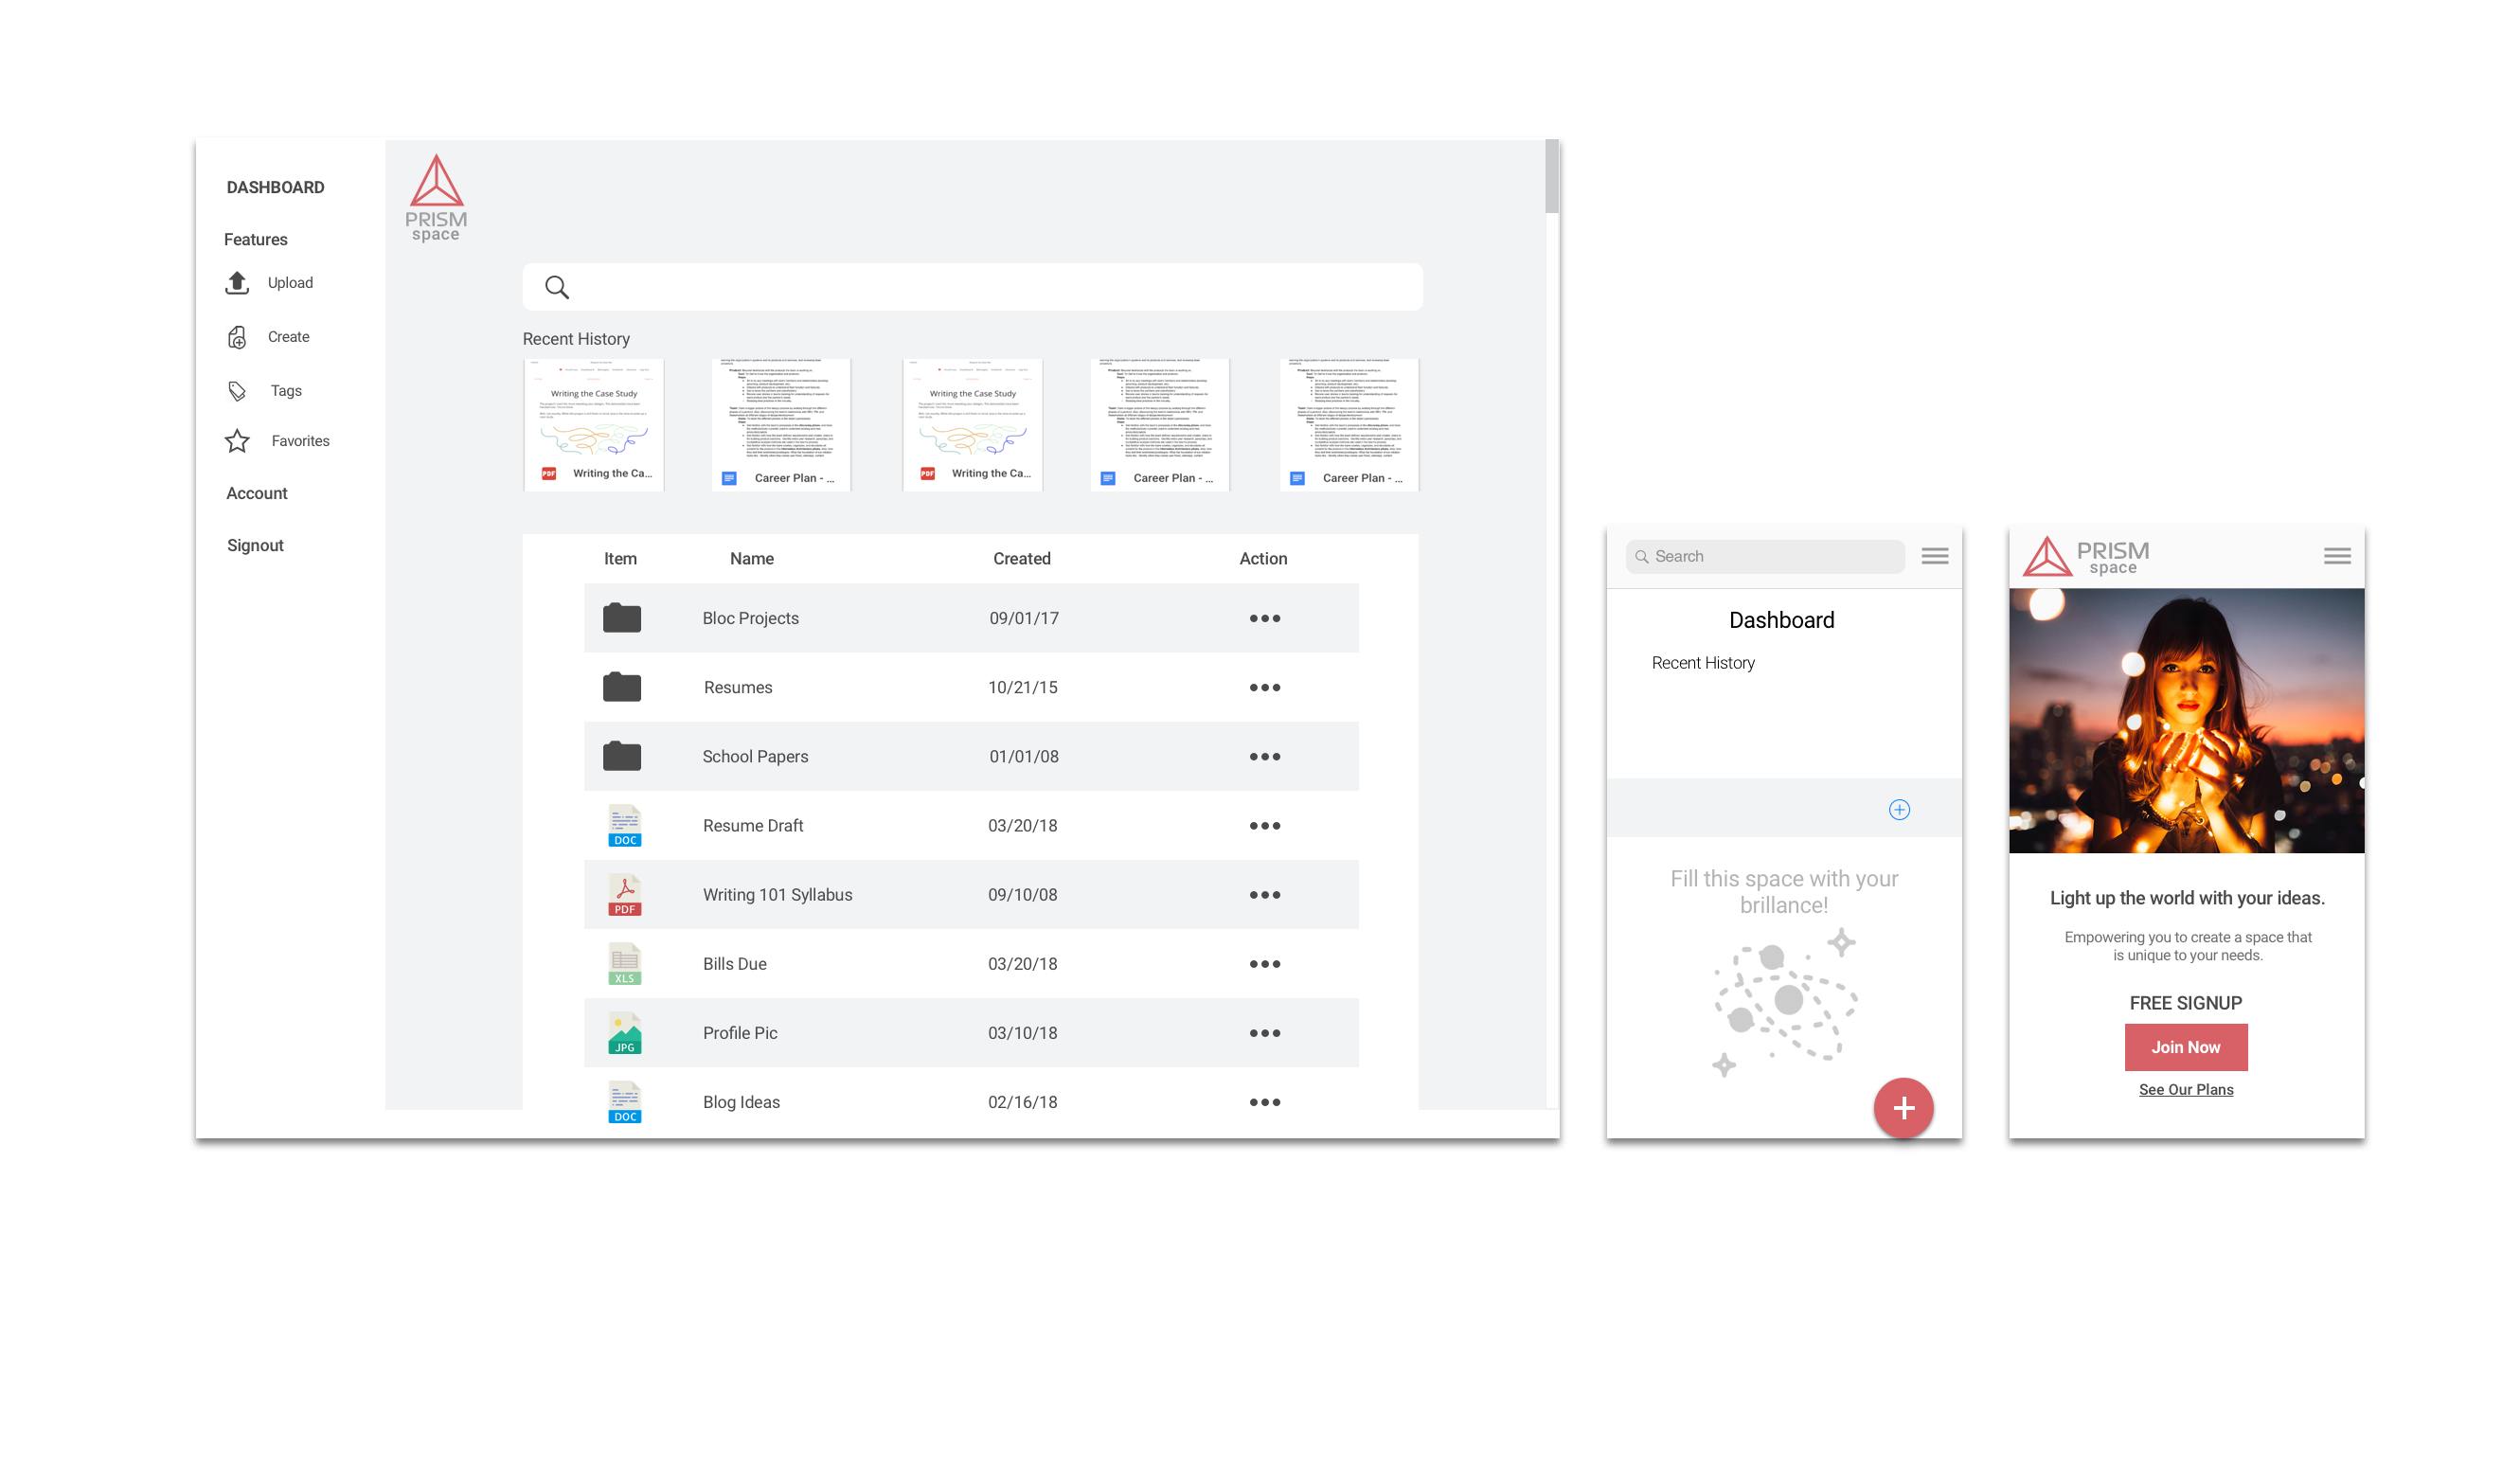 DASHBOARD
Features
Upload
Create
Tags
Favorites
Account
Signout
PRISM
space
Recent History
Writing the Case Study
PDF
Writing the Ca...
Career Plan - ...
Writing the Case Study
PDF
Writing the Ca...
Career Plan - ...
Career Plan - ...
Item Name Created Action
Bloc Projects 09/01/17
Resumes 10/21/15
School Papers 01/01/08
DOC Resume Draft 03/20/18
PDF Writing 101 Syllabus 09/10/08
XLS Bills Due 03/20/18
JPG Profile Pic 03/10/18
DOC Blog Ideas 02/16/18
Search
Dashboard
Recent History
Fill this space with your
brillance!
PRISM
space
Light up the world with your ideas.
Empowering you to create a space that
is unique to your needs.
FREE SIGNUP
Join Now
See Our Plans